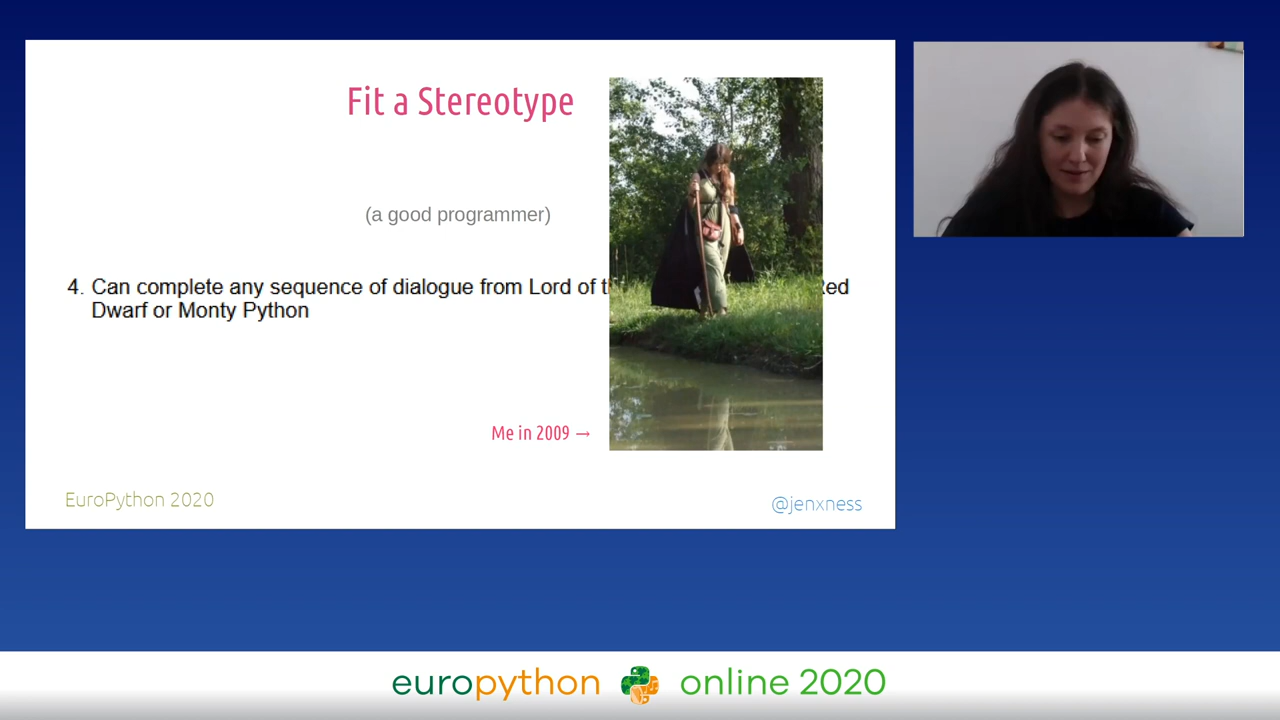 Fit a Stereotype
(a good programmer)
4. Can complete any sequence of dialogue from Lord of Red
Dwarf or Monty Python
Me in 2009 →
EuroPython 2020
@jenxness
europython online 2020